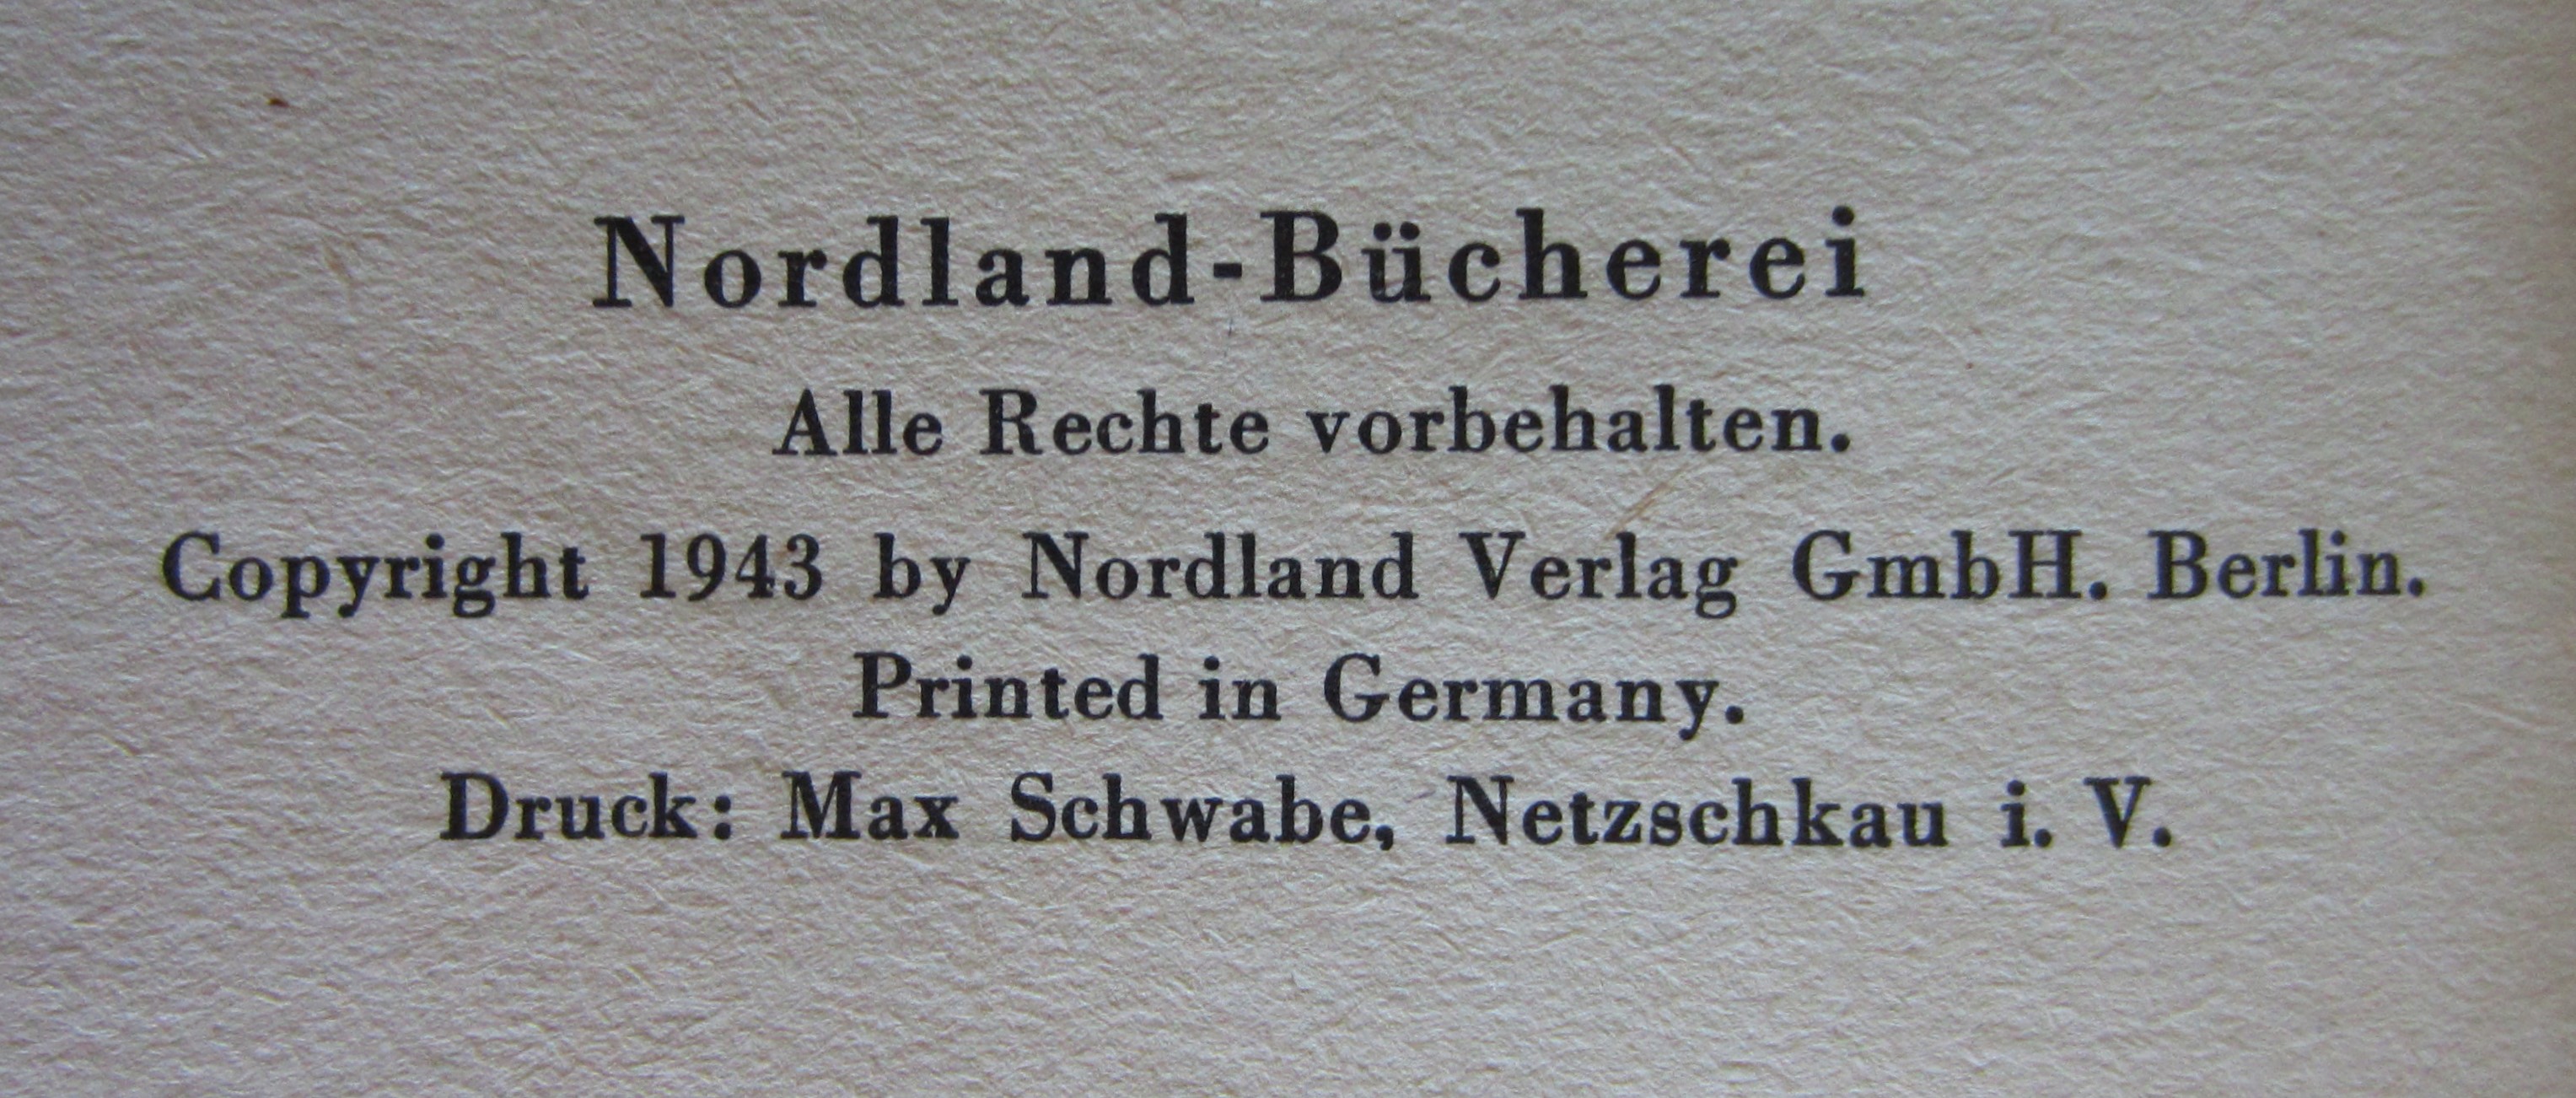 Nordland-Bücherei
Alle Rechte vorbehalten.
Copyright 1943 by Nordland Verlag GmbH. Berlin.
Printed in Germany.
Druck: Max Schwabe, Netzschkau i. V.